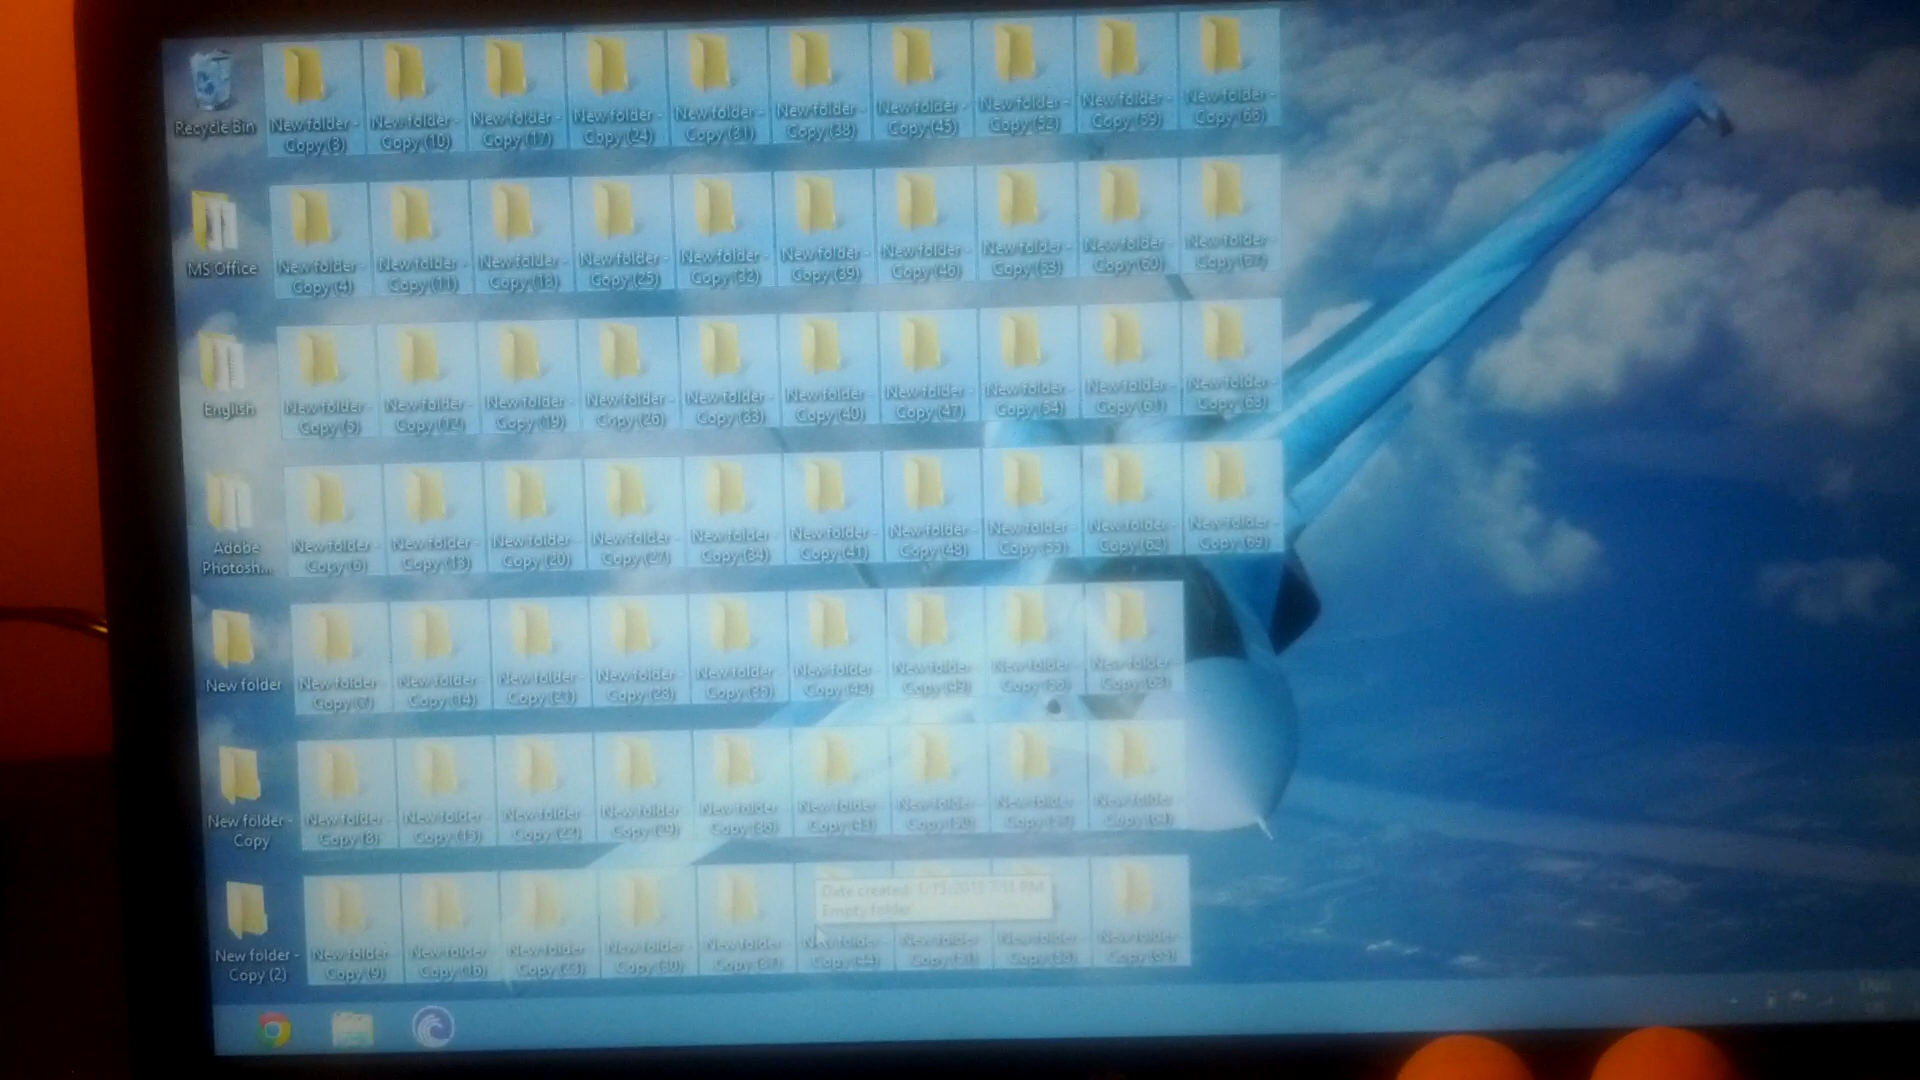 Recycle Bin
New folder -
Copy (3)
New folder -
Copy (10)
New folder -
Copy (17)
New folder -
Copy (24)
New folder -
Copy (31)
New folder -
Copy (38)
New folder -
Copy (45)
New folder -
Copy (52)
New folder -
Copy (59)
New folder -
Copy (66)
MS Office
New folder -
Copy (4)
New folder -
Copy (11)
New folder -
Copy (18)
New folder -
Copy (25)
New folder -
Copy (32)
New folder -
Copy (39)
New folder -
Copy (46)
New folder -
Copy (53)
New folder -
Copy (60)
New folder -
Copy (67)
English
New folder -
Copy (5)
New folder -
Copy (12)
New folder -
Copy (19)
New folder -
Copy (26)
New folder -
Copy (33)
New folder -
Copy (40)
New folder -
Copy (47)
New folder -
Copy (54)
New folder -
Copy (61)
New folder -
Copy (68)
Adobe
Photosh...
New folder -
Copy (6)
New folder -
Copy (13)
New folder -
Copy (20)
New folder -
Copy (27)
New folder -
Copy (34)
New folder -
Copy (41)
New folder -
Copy (48)
New folder -
Copy (55)
New folder -
Copy (62)
New folder -
Copy (69)
New folder
New folder -
Copy (7)
New folder -
Copy (14)
New folder -
Copy (21)
New folder -
Copy (28)
New folder -
Copy (35)
New folder -
Copy (42)
New folder -
Copy (49)
New folder -
Copy (56)
New folder -
Copy (63)
New folder -
Copy
New folder -
Copy (8)
New folder -
Copy (15)
New folder -
Copy (22)
New folder -
Copy (29)
New folder -
Copy (36)
New folder -
Copy (43)
New folder -
Copy (50)
New folder -
Copy (57)
New folder -
Copy (64)
New folder -
Copy (2)
New folder -
Copy (9)
New folder -
Copy (16)
New folder -
Copy (23)
New folder -
Copy (30)
New folder -
Copy (37)
Date created:
Empty folder
New folder -
Copy (44)
New folder -
Copy (51)
New folder -
Copy (58)
New folder -
Copy (65)